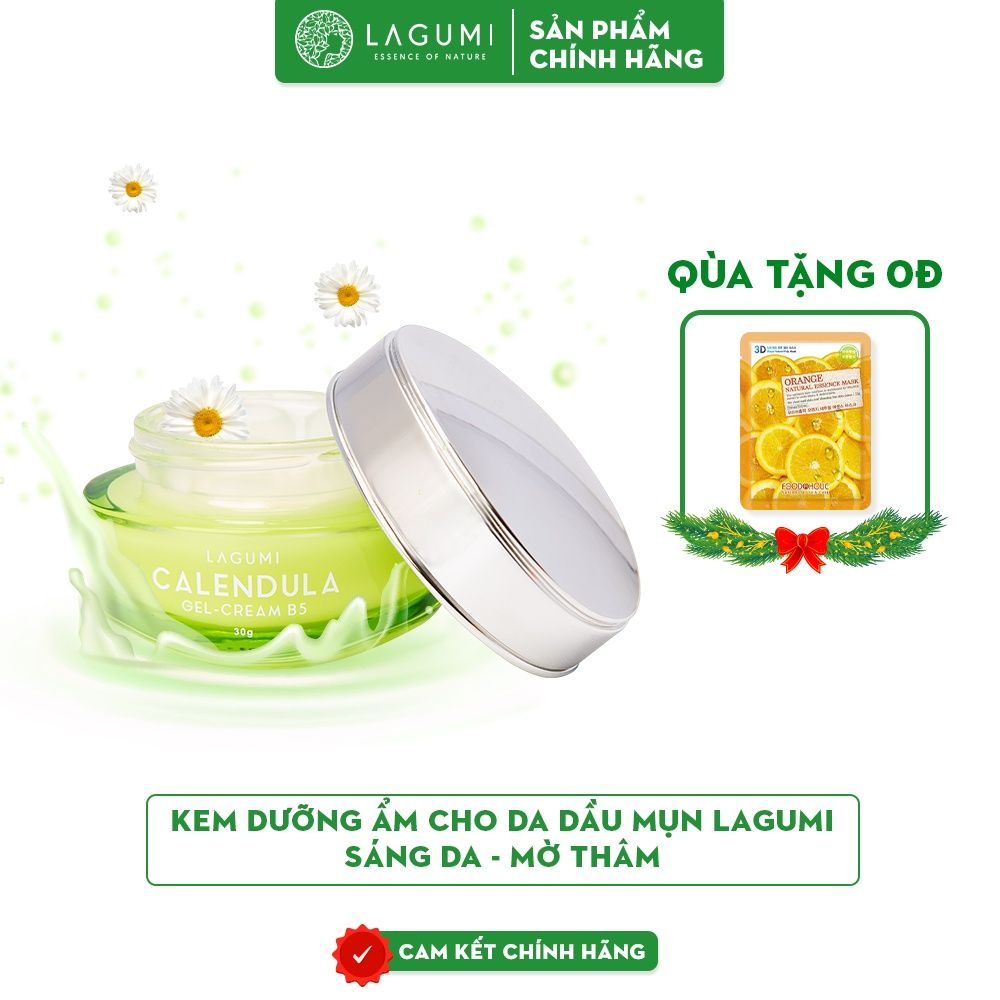 LAGUMI
ESSENCE OF NATURE
SẢN PHẨM
CHÍNH HÃNG
QÙA TẶNG 0Đ
3D
ORANGE
NATURAL ESSENCE MASK
FOODAHOLIC
LAGUMI
CALENDULA
GEL-CREAM B5
30g
KEM DƯỠNG ẨM CHO DA DẦU MỤN LAGUMI
SÁNG DA - MỜ THÂM
CAM KẾT CHÍNH HÃNG